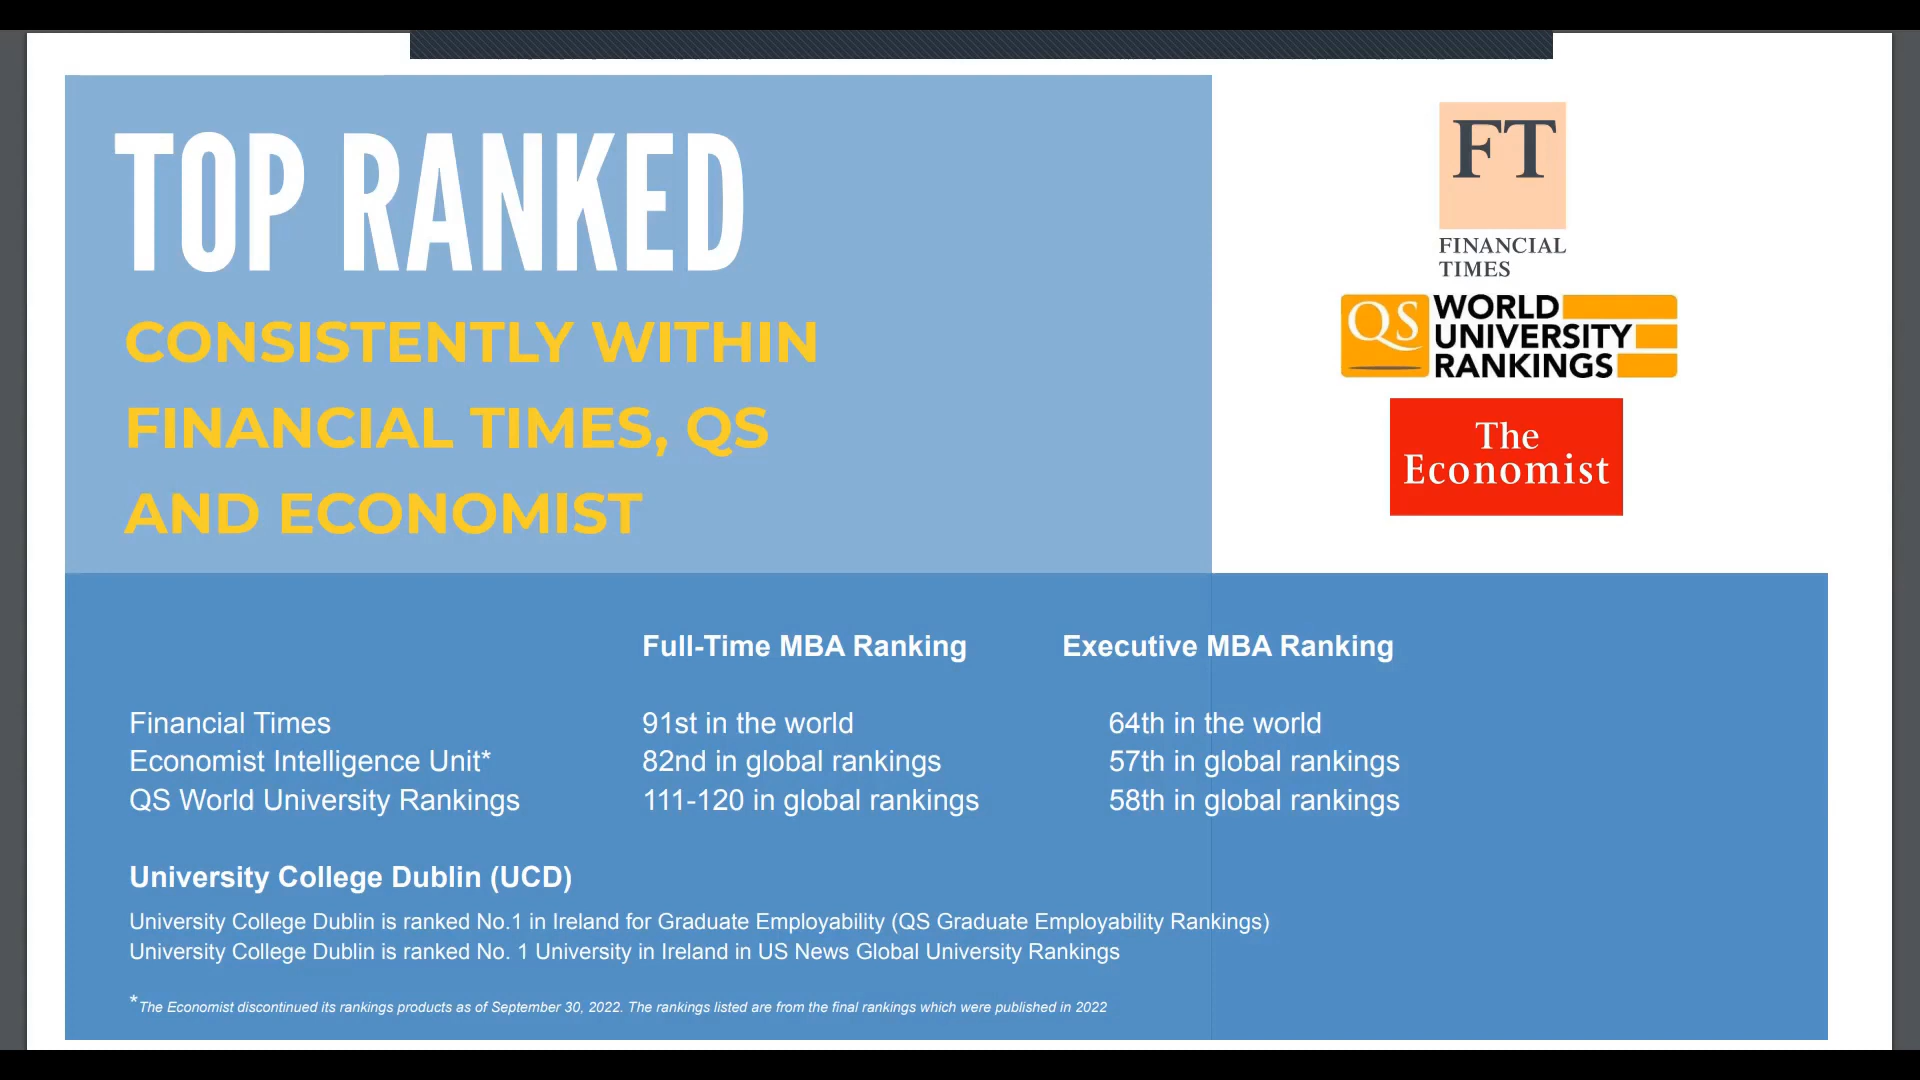 TOP RANKED
CONSISTENTLY WITHIN
FINANCIAL TIMES, QS
AND ECONOMIST
FT
FINANCIAL
TIMES
QS WORLD
UNIVERSITY
RANKINGS
The
Economist
Full-Time MBA Ranking Executive MBA Ranking
Financial Times 91st in the world 64th in the world
Economist Intelligence Unit* 82nd in global rankings 57th in global rankings
QS World University Rankings 111-120 in global rankings 58th in global rankings
University College Dublin (UCD)
University College Dublin is ranked No.1 in Ireland for Graduate Employability (QS Graduate Employability Rankings)
University College Dublin is ranked No. 1 University in Ireland in US News Global University Rankings
*The Economist discontinued its rankings products as of September 30, 2022. The rankings listed are from the final rankings which were published in 2022